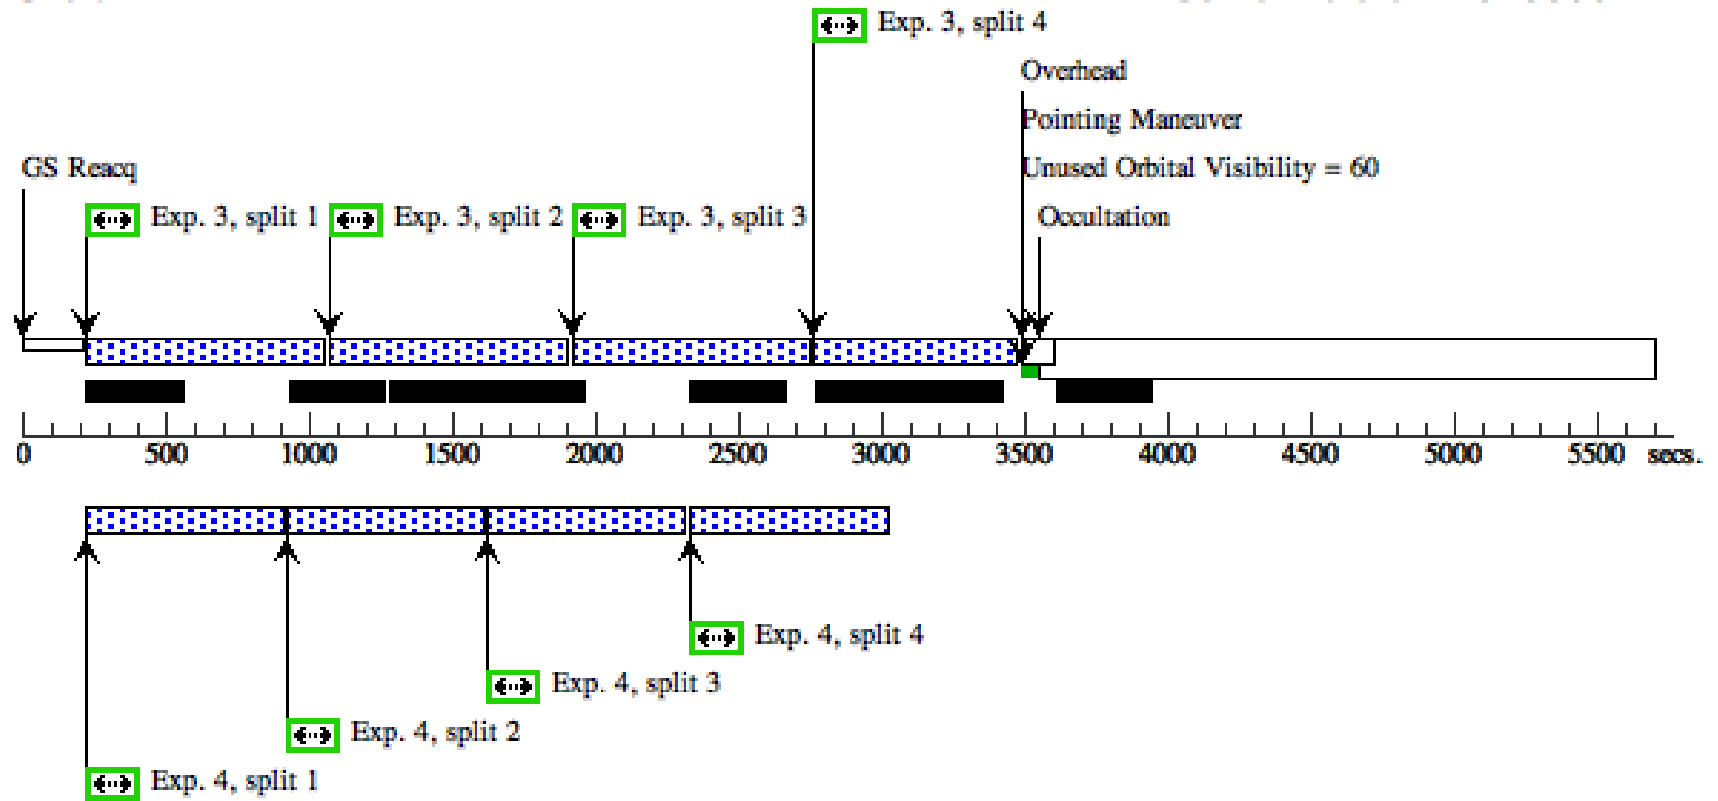 Exp. 3, split 4
Overhead
Pointing Maneuver
GS Reacq
Unused Orbital Visibility = 60
Exp. 3, split 1
Exp. 3, split 2
Exp. 3, split 3
Occultation
0 500 1000 1500 2000 2500 3000 3500 4000 4500 5000 5500 secs.
Exp. 4, split 4
Exp. 4, split 3
Exp. 4, split 2
Exp. 4, split 1